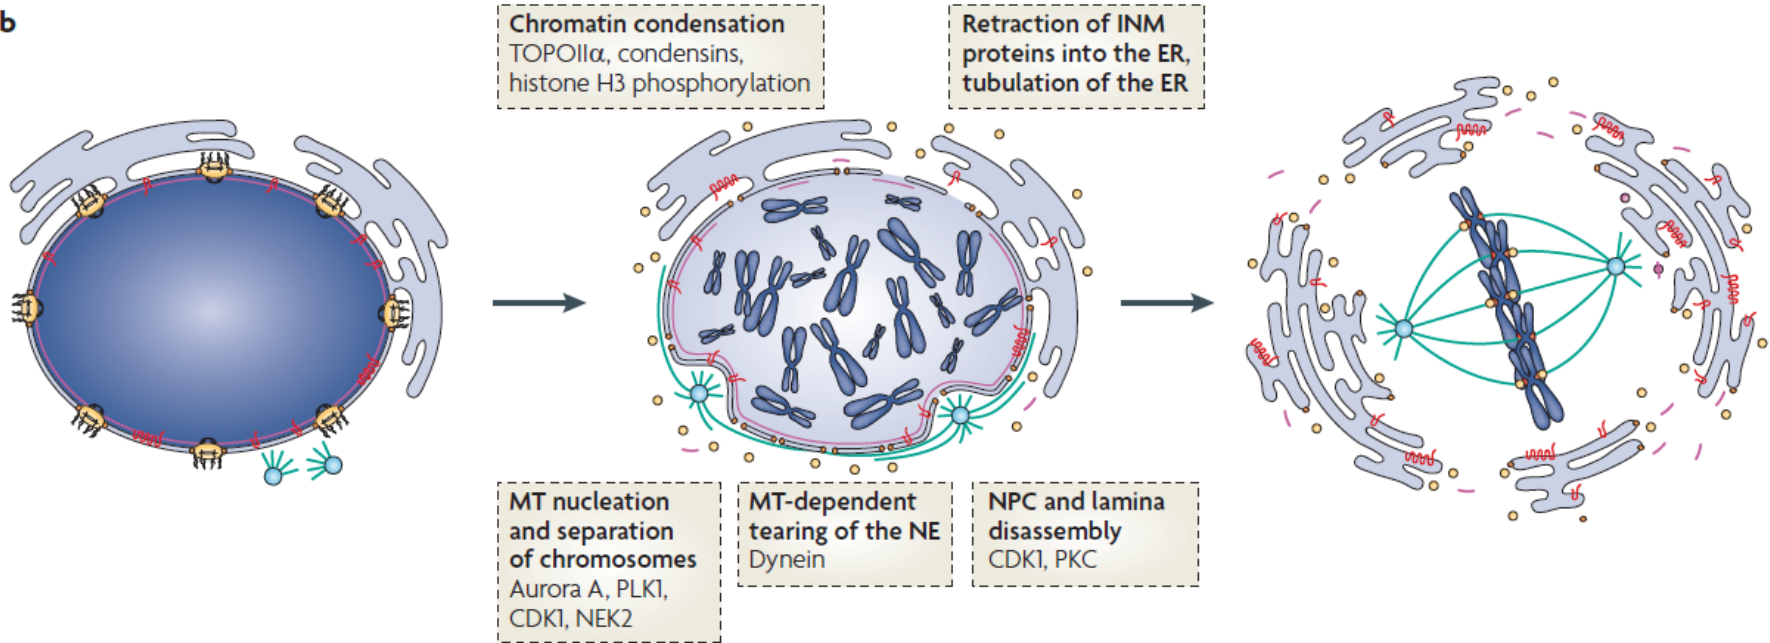 b
Chromatin condensation
TOPOIIα, condensins,
histone H3 phosphorylation
Retraction of INM
proteins into the ER,
tubulation of the ER
MT nucleation
and separation
of chromosomes
Aurora A, PLK1,
CDK1, NEK2
MT-dependent
tearing of the NE
Dynein
NPC and lamina
disassembly
CDK1, PKC